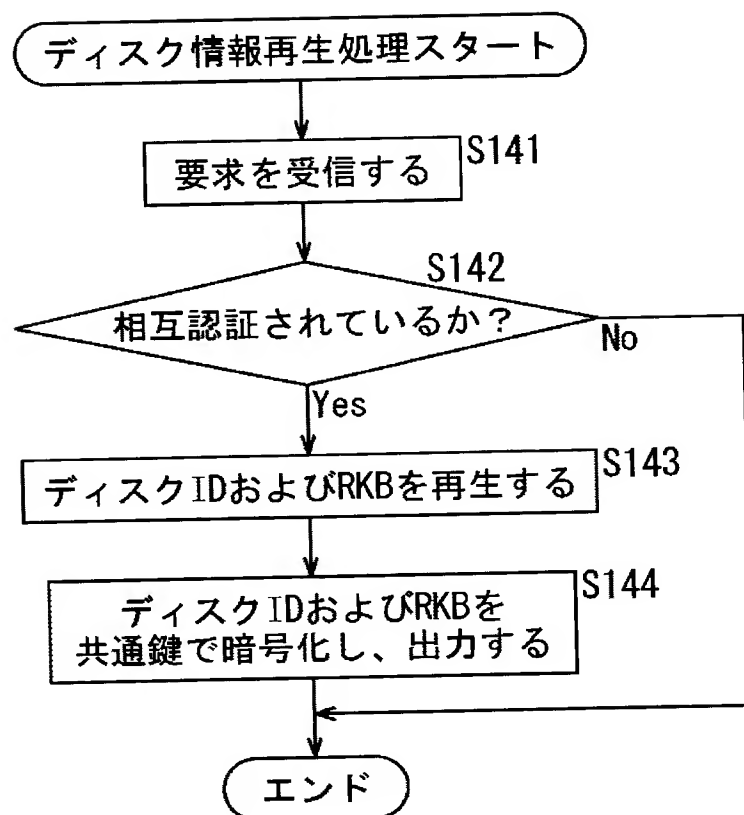 ディスク情報再生処理スタート
要求を受信する
S141
相互認証されているか？
S142
No
Yes
ディスクIDおよびRKBを再生する
S143
ディスクIDおよびRKBを
共通鍵で暗号化し、出力する
S144
エンド